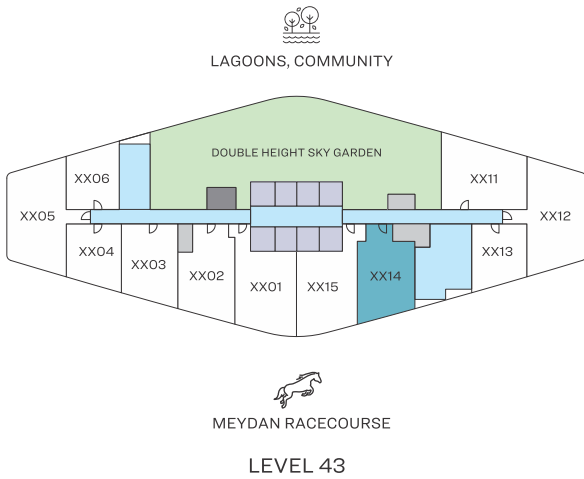 LAGOONS, COMMUNITY
DOUBLE HEIGHT SKY GARDEN
XX06
XX11
XX05
XX12
XX04
XX03
XX02
XX01
XX15
XX14
XX13
MEYDAN RACECOURSE
LEVEL 43